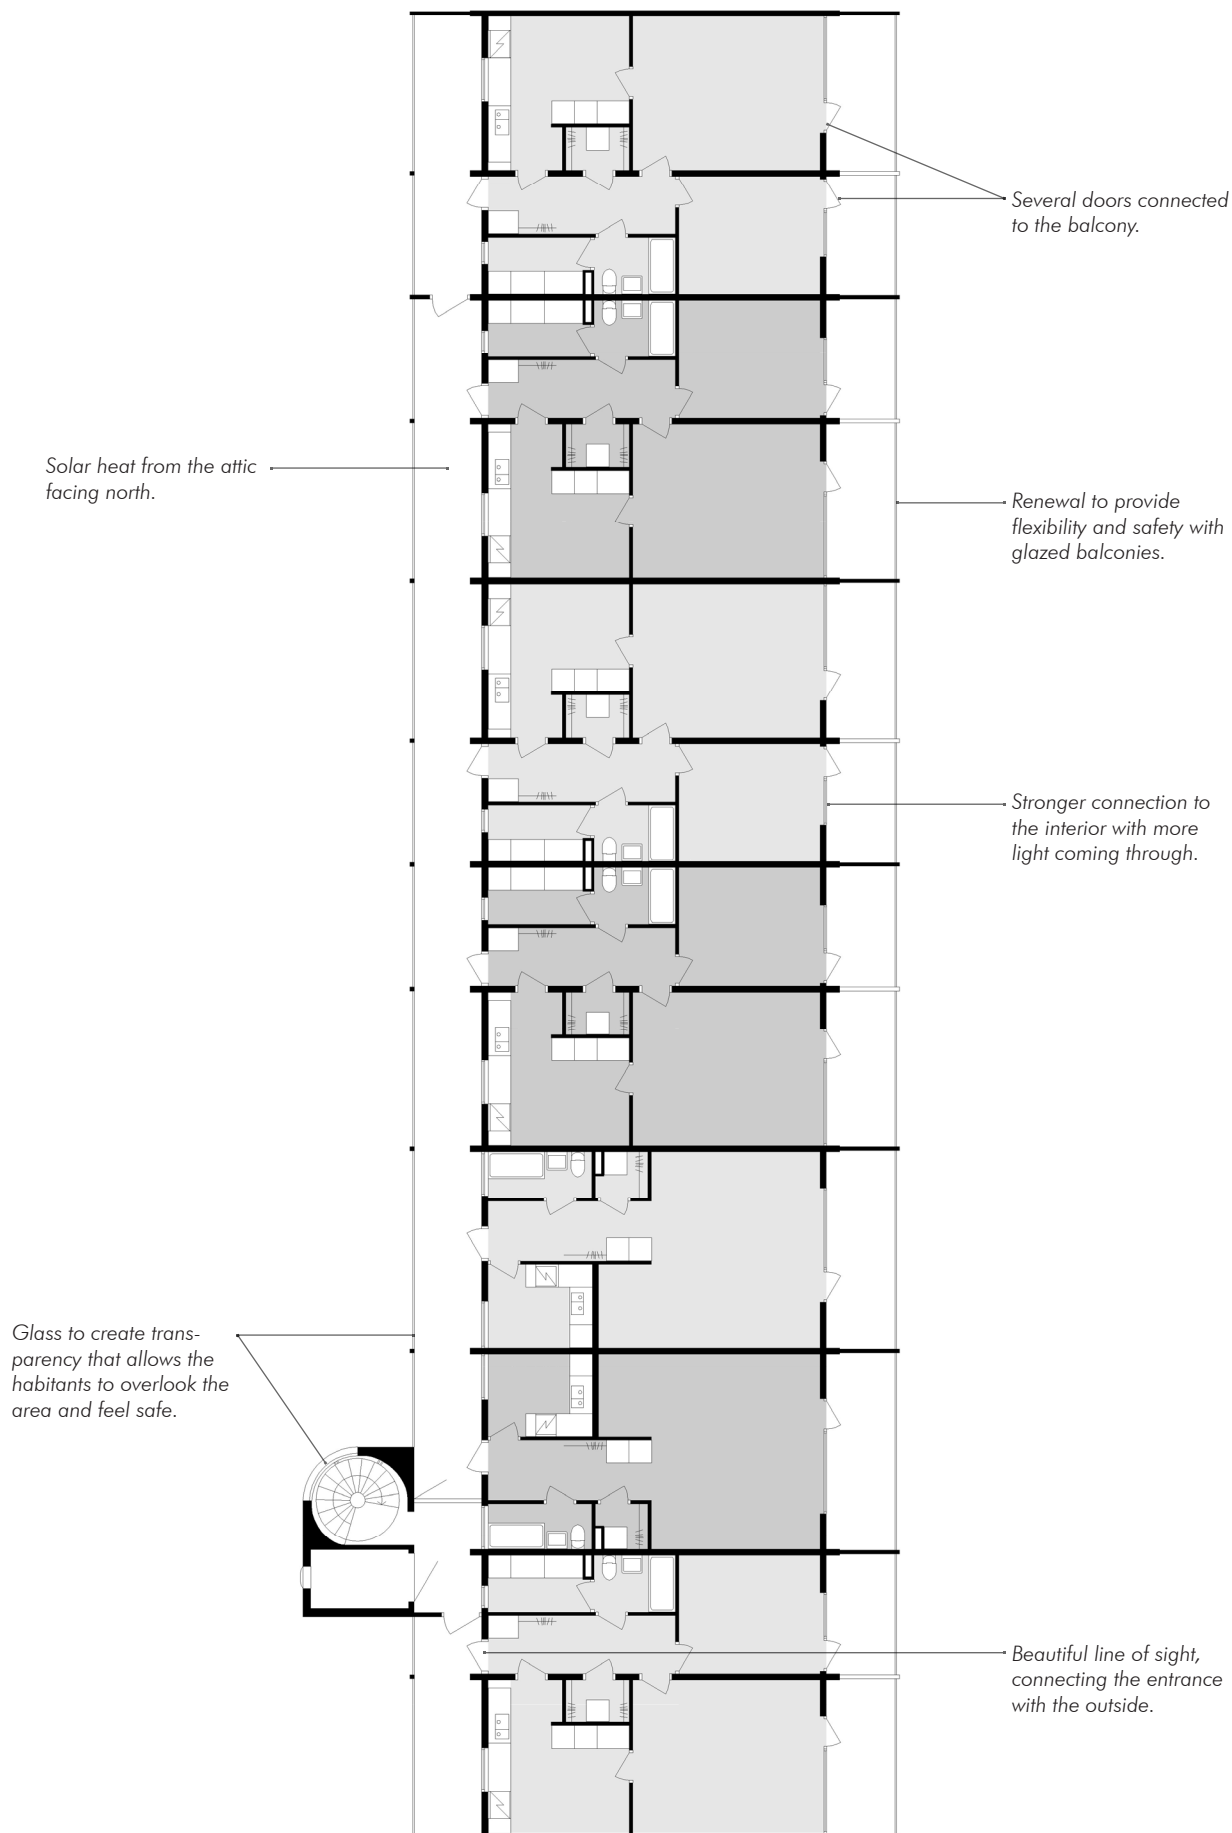 Several doors connected
to the balcony.
Solar heat from the attic
facing north.
Renewal to provide
flexibility and safety with
glazed balconies.
Stronger connection to
the interior with more
light coming through.
Glass to create trans-
parency that allows the
habitants to overlook the
area and feel safe.
Beautiful line of sight,
connecting the entrance
with the outside.